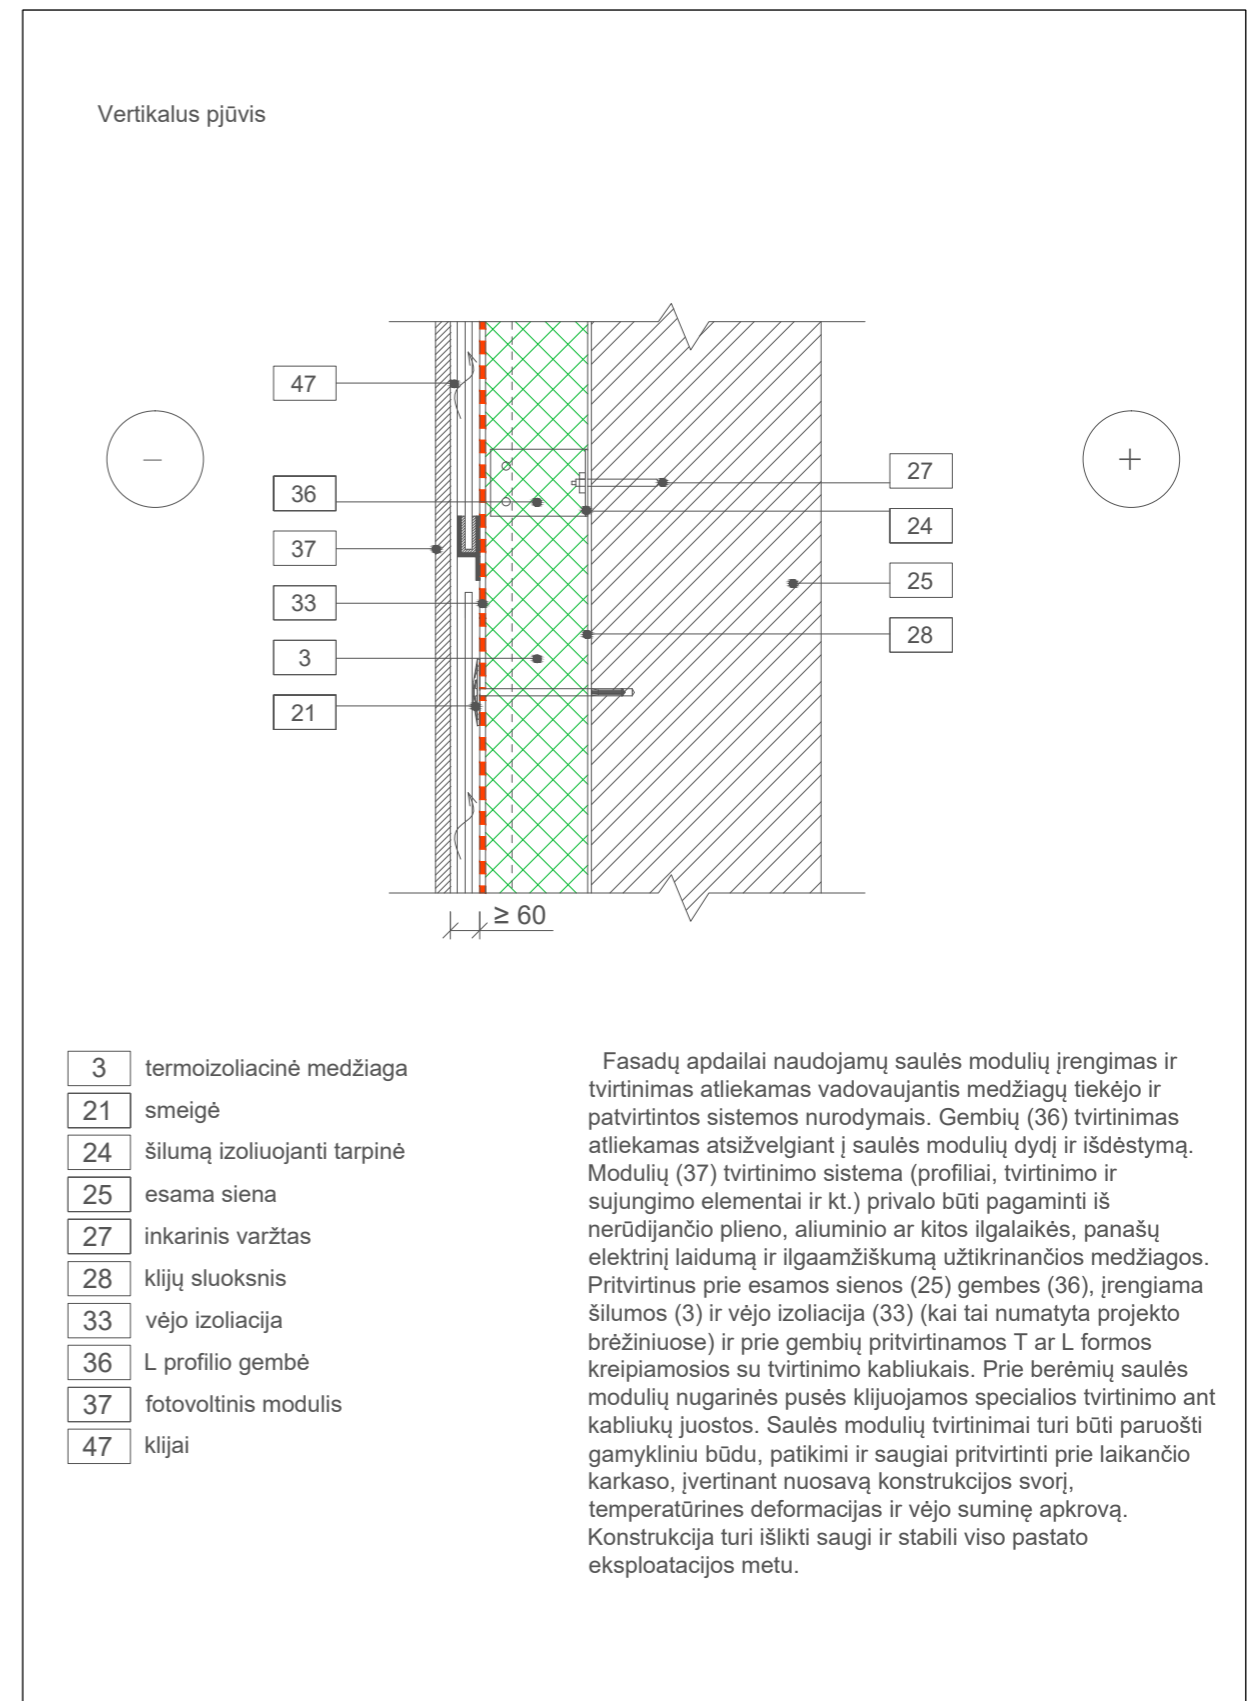 Vertikalus pjūvis
47
36
37
33
3
21
−
+
27
24
25
28
≥ 60
3 termoizoliacinė medžiaga
21 smeigė
24 šilumą izoliuojanti tarpinė
25 esama siena
27 inkarinis varžtas
28 klijų sluoksnis
33 vėjo izoliacija
36 L profilio gembė
37 fotovoltinis modulis
47 klijai
Fasadų apdailai naudojamų saulės modulių įrengimas ir
tvirtinimas atliekamas vadovaujantis medžiagų tiekėjo ir
patvirtintos sistemos nurodymais. Gembių (36) tvirtinimas
atliekamas atsižvelgiant į saulės modulių dydį ir išdėstymą.
Modulių (37) tvirtinimo sistema (profiliai, tvirtinimo ir
sujungimo elementai ir kt.) privalo būti pagaminti iš
nerūdijančio plieno, aliuminio ar kitos ilgalaikės, panašų
elektrinį laidumą ir ilgaamžiškumą užtikrinančios medžiagos.
Pritvirtinus prie esamos sienos (25) gembes (36), įrengiama
šilumos (3) ir vėjo izoliacija (33) (kai tai numatyta projekto
brėžiniuose) ir prie gembių pritvirtinamos T ar L formos
kreipiamosios su tvirtinimo kabliukais. Prie berėmių saulės
modulių nugarinės pusės klijuojamos specialios tvirtinimo ant
kabliukų juostos. Saulės modulių tvirtinimai turi būti paruošti
gamykliniu būdu, patikimi ir saugiai pritvirtinti prie laikančio
karkaso, įvertinant nuosavą konstrukcijos svorį,
temperatūrines deformacijas ir vėjo suminę apkrovą.
Konstrukcija turi išlikti saugi ir stabili viso pastato
eksploatacijos metu.